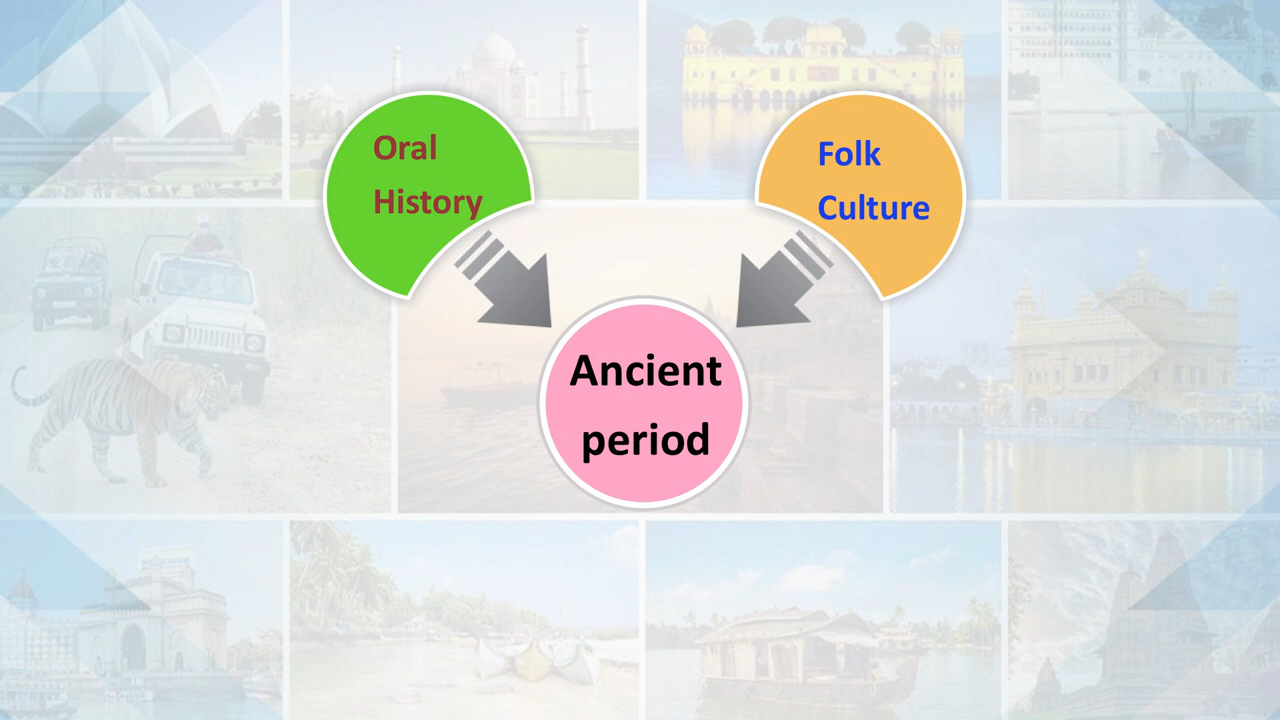 Oral
History
Folk
Culture
Ancient
period